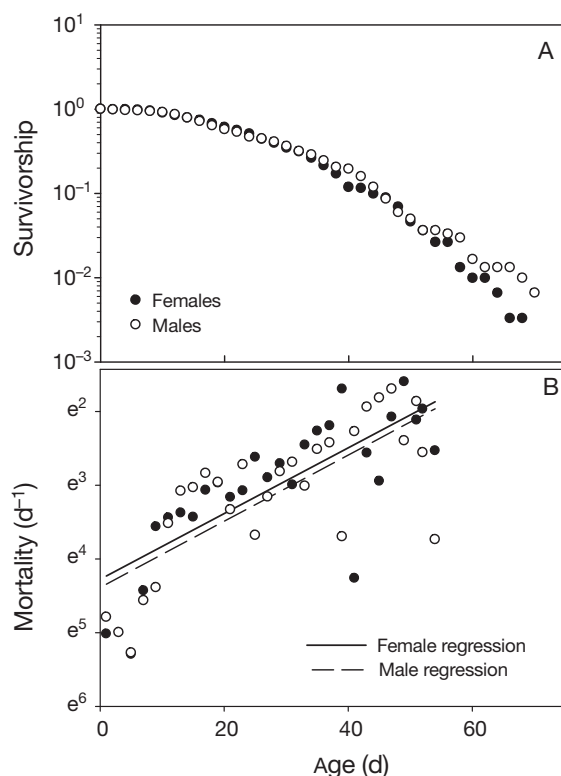 10¹
A
10⁰
Survivorship
10⁻¹
10⁻²
Females
Males
10⁻³
B
e²
e³
Mortality (d⁻¹)
e⁴
e⁵
Female regression
Male regression
e⁶
0 20 40 60
Age (d)